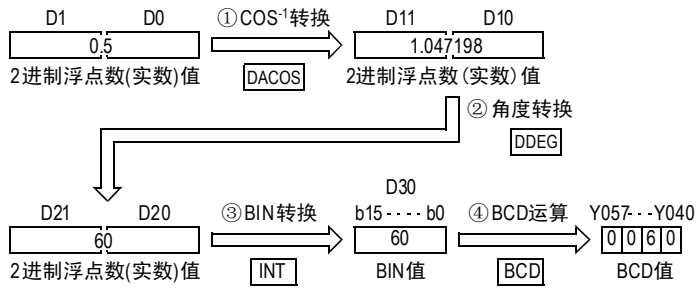 D1 D0 ①COS-1转换 D11 D10
0.5 1.047198
2进制浮点数(实数)值 DACOS 2进制浮点数(实数)值
②角度转换
DDEG
D30
D21 D20 ③BIN转换 b15----b0 ④BCD运算 Y057---Y040
60 60 0 0 6 0
2进制浮点数(实数)值 INT BIN值 BCD BCD值